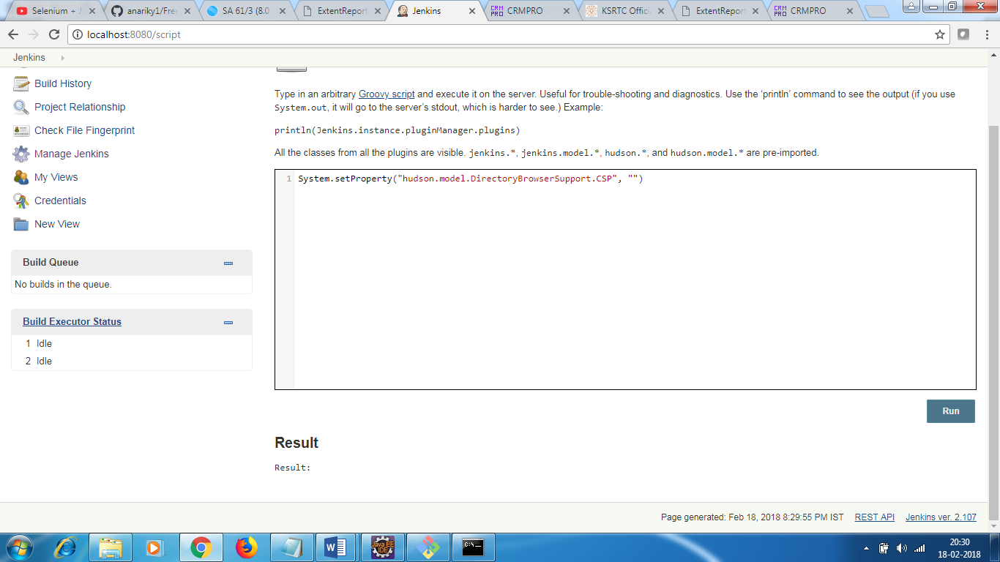 Selenium + J
anariky1/Free
SA 61/3 (8.0
ExtentReport
Jenkins
CRM PRO
CRMPRO
KSRTC Offici
ExtentReport
CRM PRO
CRMPRO
localhost:8080/script
Jenkins
Build History
Project Relationship
Check File Fingerprint
Manage Jenkins
My Views
Credentials
New View
Build Queue
No builds in the queue.
Build Executor Status
1 Idle
2 Idle
Type in an arbitrary Groovy script and execute it on the server. Useful for trouble-shooting and diagnostics. Use the ‘println’ command to see the output (if you use
System.out, it will go to the server’s stdout, which is harder to see.) Example:
println(Jenkins.instance.pluginManager.plugins)
All the classes from all the plugins are visible. jenkins.*, jenkins.model.*, hudson.*, and hudson.model.* are pre-imported.
1 System.setProperty("hudson.model.DirectoryBrowserSupport.CSP", "")
Run
Result
Result:
Page generated: Feb 18, 2018 8:29:55 PM IST REST API Jenkins ver. 2.107
Java EE
IDE
C:\_
20:30
18-02-2018